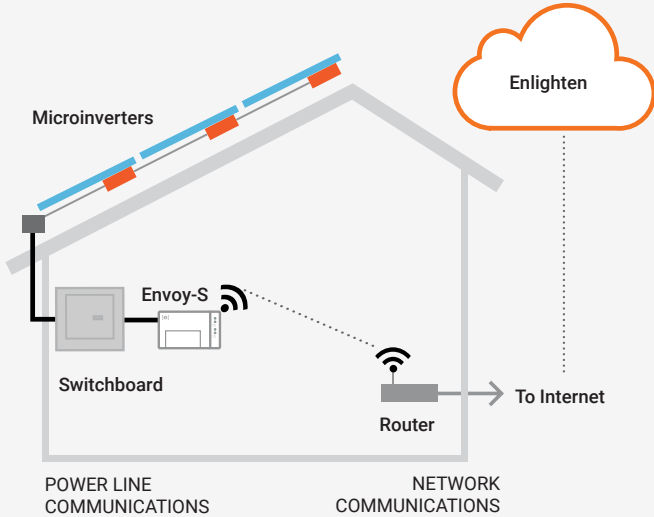 Enlighten
Microinverters
Envoy-S
Switchboard
To Internet
Router
POWER LINE
COMMUNICATIONS
NETWORK
COMMUNICATIONS